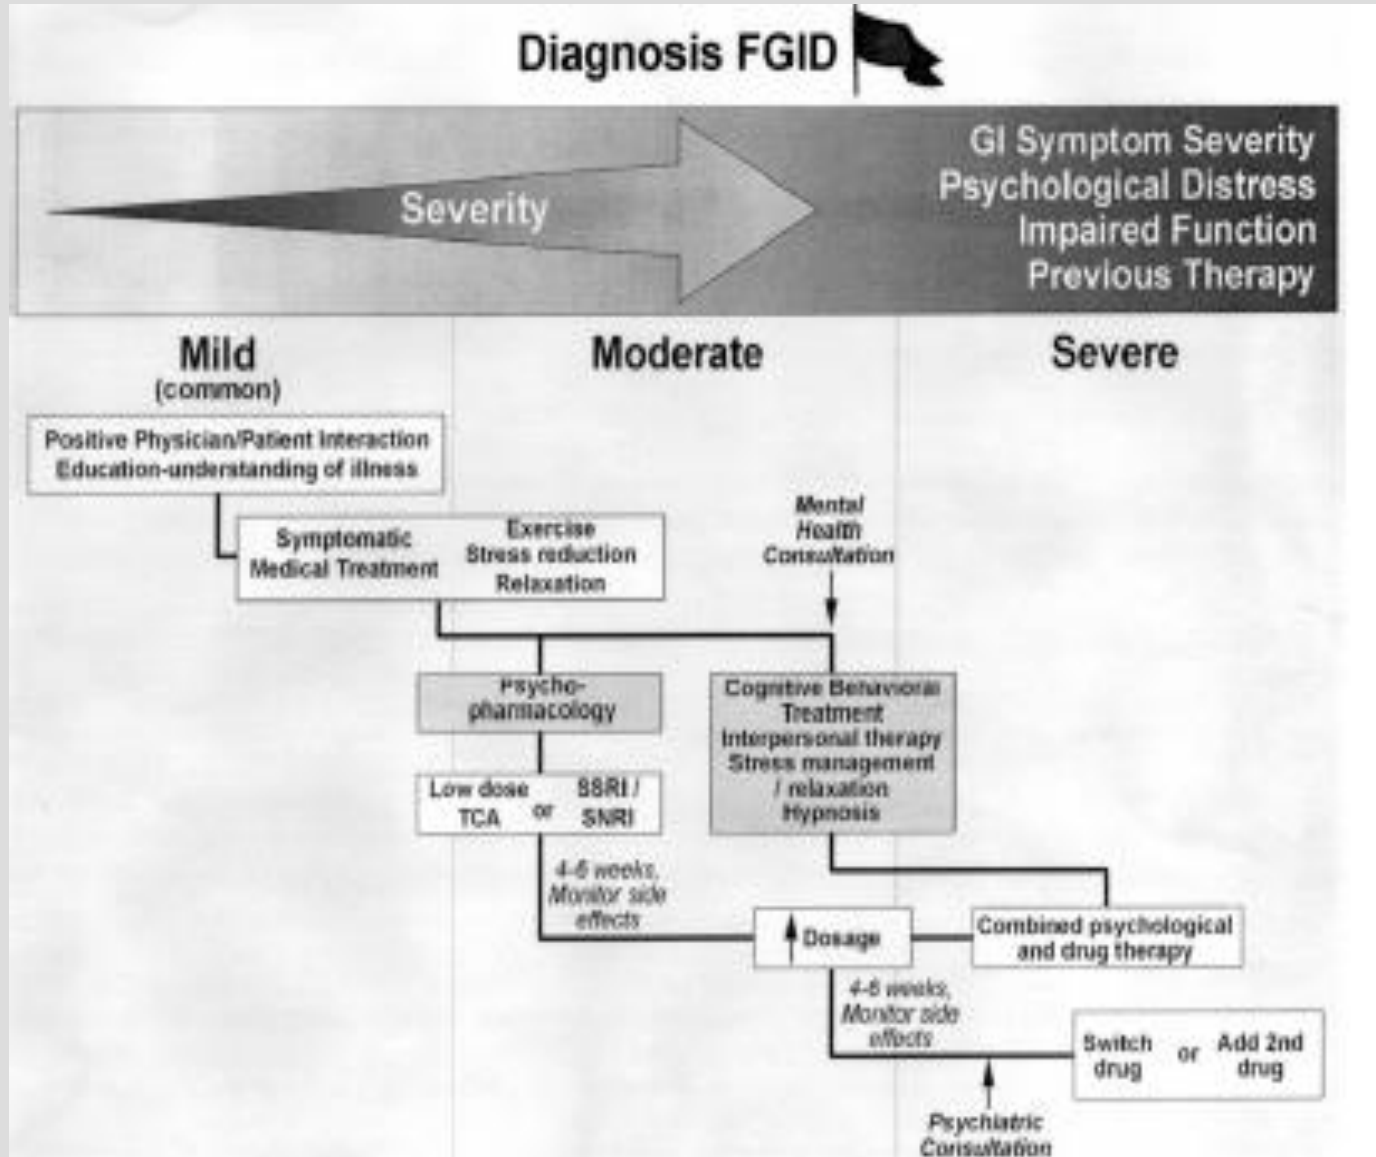 Diagnosis FGID
Severity
GI Symptom Severity
Psychological Distress
Impaired Function
Previous Therapy
Mild
(common)
Moderate
Severe
Positive Physician/Patient Interaction
Education-understanding of illness
Symptomatic
Medical Treatment
Exercise
Stress reduction
Relaxation
Mental
Health
Consultation
Psycho-
pharmacology
Cognitive Behavioral
Treatment
Interpersonal therapy
Stress management
/ relaxation
Hypnosis
Low dose
TCA
or
SSRI /
SNRI
4-6 weeks,
Monitor side
effects
Dosage
Combined psychological
and drug therapy
4-6 weeks,
Monitor side
effects
Switch
drug
or
Add 2nd
drug
Psychiatric
Consultation